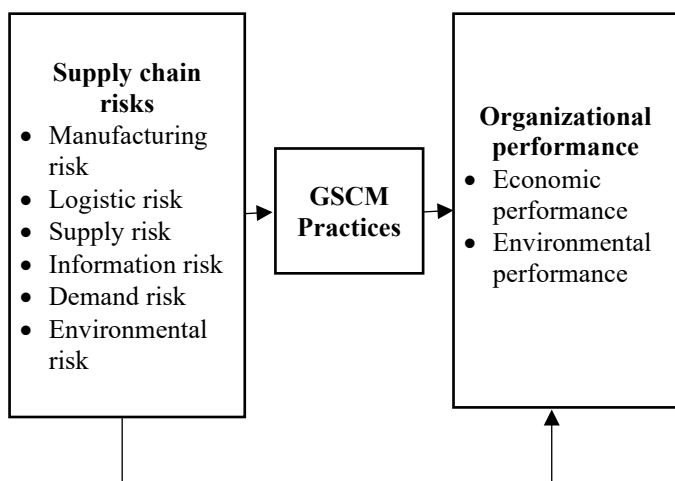 Supply chain
risks
• Manufacturing
risk
• Logistic risk
• Supply risk
• Information risk
• Demand risk
• Environmental
risk
GSCM
Practices
Organizational
performance
• Economic
performance
• Environmental
performance